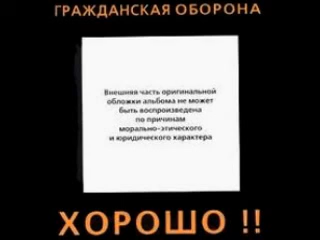 ГРАЖДАНСКАЯ ОБОРОНА
Внешняя часть оригинальной
обложки альбома не может
быть воспроизведена
по причинам
морально-этического
и юридического характера
ХОРОШО !!